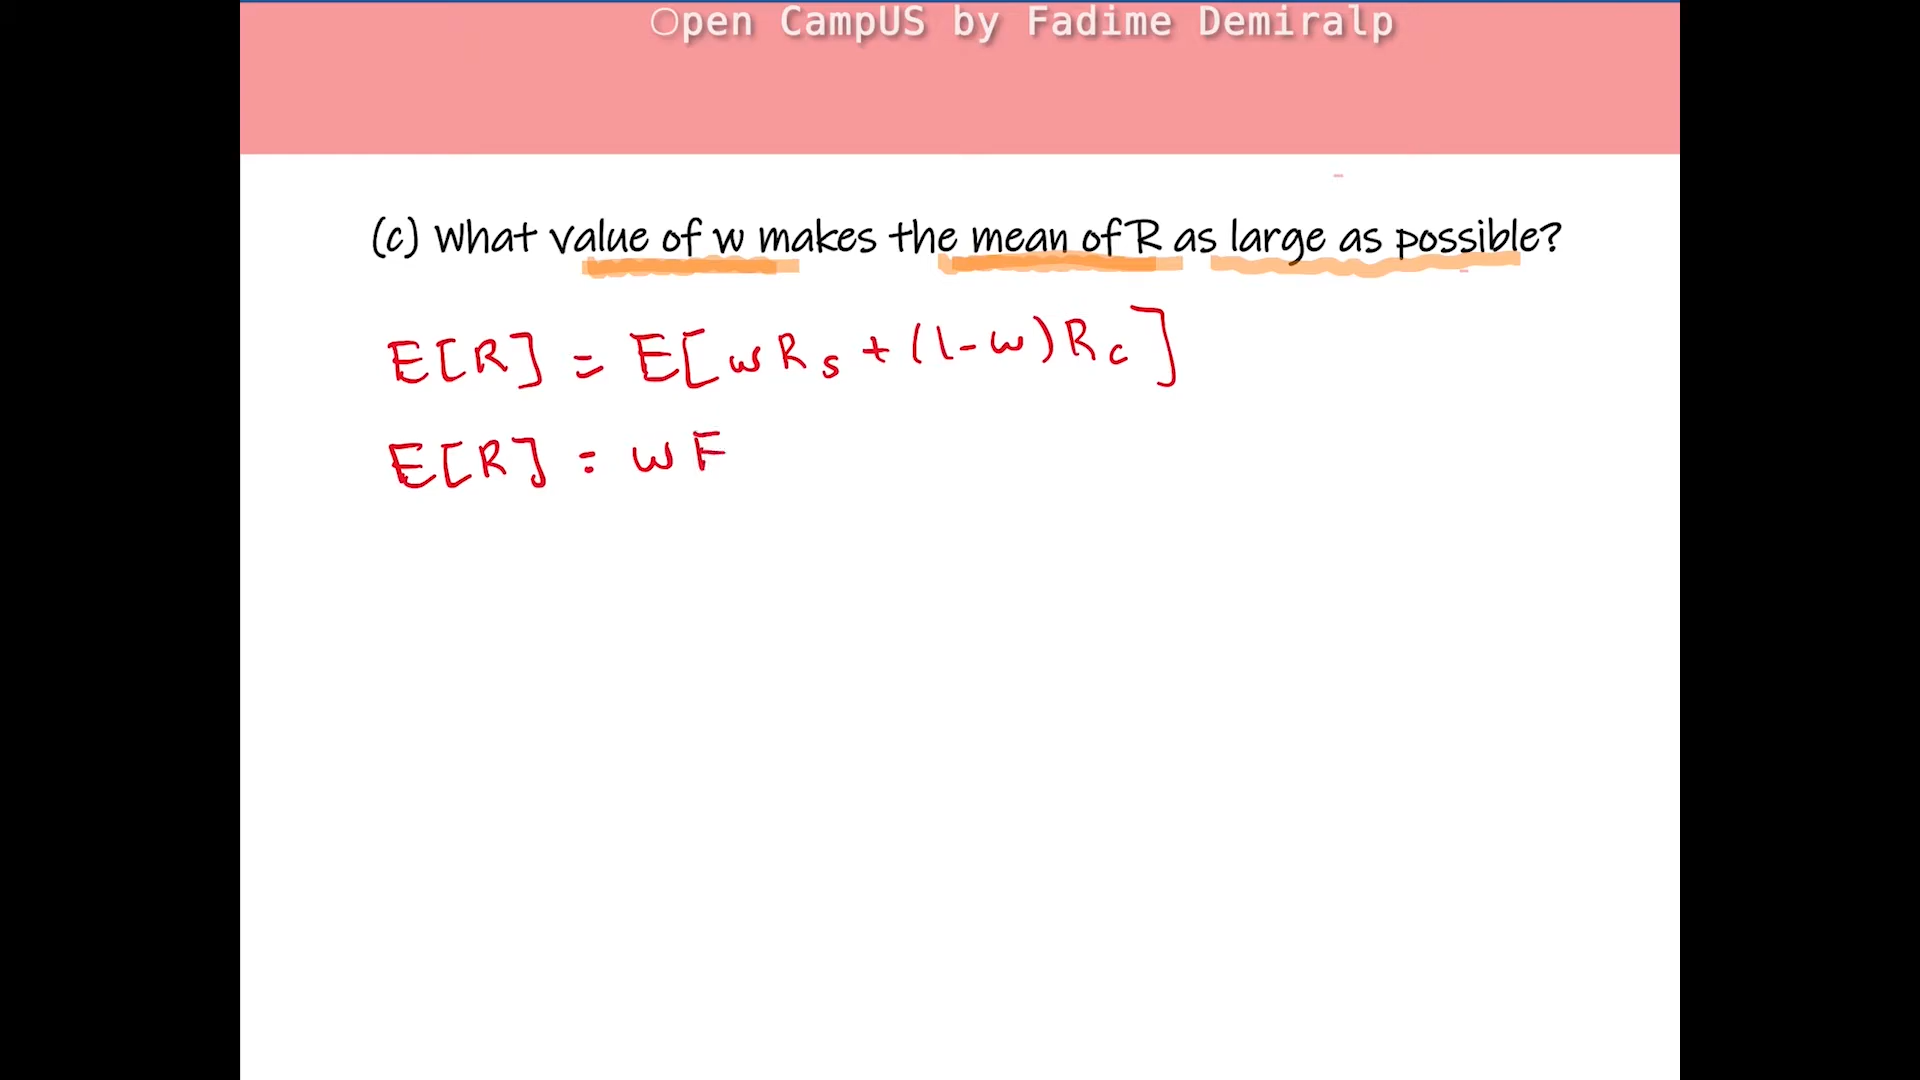 Open CampUS by Fadime Demiralp
(c) What value of w makes the mean of R as large as possible?
E[R] = E[wRs + (1-w)Rc]
E[R] = wF